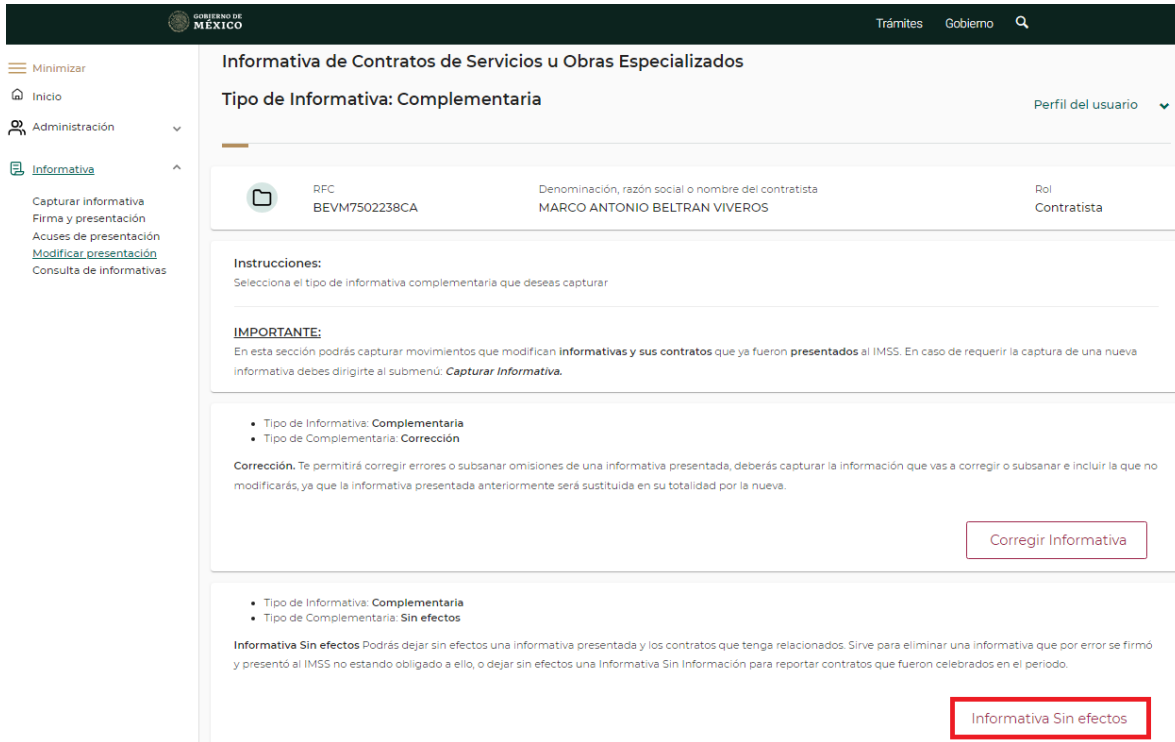 GOBIERNO DE
MÉXICO
Trámites Gobierno
Minimizar
Inicio
Administración
Informativa
Capturar informativa
Firma y presentación
Acuses de presentación
Modificar presentación
Consulta de informativas
Informativa de Contratos de Servicios u Obras Especializados
Tipo de Informativa: Complementaria
Perfil del usuario
RFC Denominación, razón social o nombre del contratista Rol
BEVM7502238CA MARCO ANTONIO BELTRAN VIVEROS Contratista
Instrucciones:
Selecciona el tipo de informativa complementaria que deseas capturar
IMPORTANTE:
En esta sección podrás capturar movimientos que modifican informativas y sus contratos que ya fueron presentados al IMSS. En caso de requerir la captura de una nueva
informativa debes dirigirte al submenú: Capturar Informativa.
• Tipo de Informativa: Complementaria
• Tipo de Complementaria: Corrección
Corrección. Te permitirá corregir errores o subsanar omisiones de una informativa presentada, deberás capturar la información que vas a corregir o subsanar e incluir la que no
modificarás, ya que la informativa presentada anteriormente será sustituida en su totalidad por la nueva.
Corregir Informativa
• Tipo de Informativa: Complementaria
• Tipo de Complementaria: Sin efectos
Informativa Sin efectos Podrás dejar sin efectos una informativa presentada y los contratos que tenga relacionados. Sirve para eliminar una informativa que por error se firmó
y presentó al IMSS no estando obligado a ello, o dejar sin efectos una Informativa Sin Información para reportar contratos que fueron celebrados en el periodo.
Informativa Sin efectos